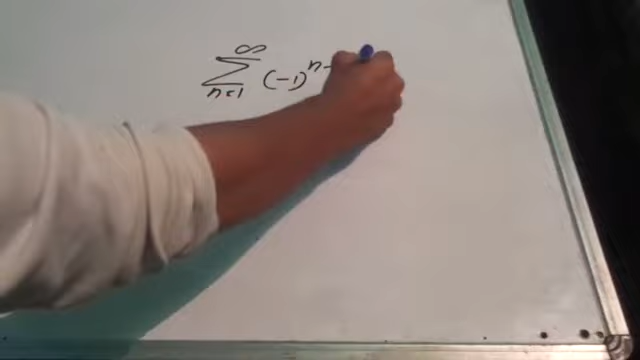 ∞
∑ (-1)^n-
n=1